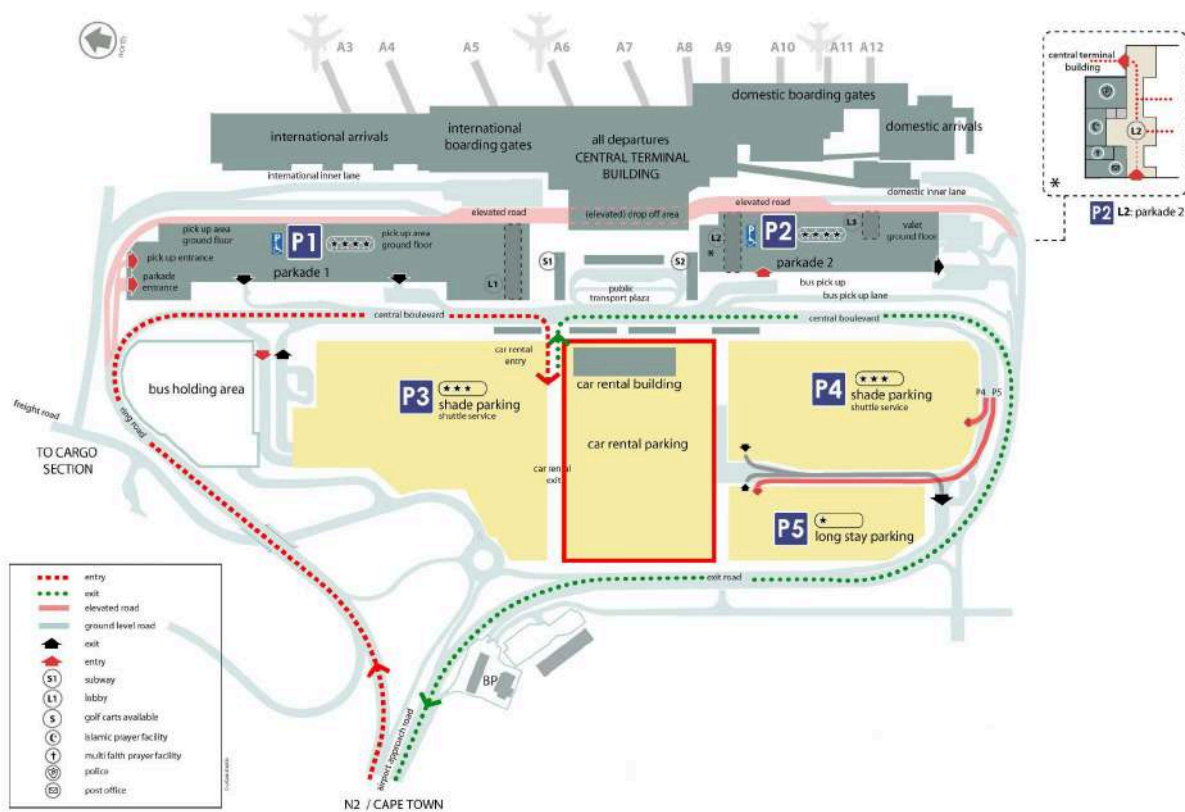 north
A3
A4
A5
A6
A7
A8
A9
A10
A11
A12
domestic boarding gates
international arrivals
international
boarding gates
all departures
CENTRAL TERMINAL
BUILDING
domestic arrivals
international inner lane
domestic inner lane
elevated road
(elevated) drop off area
elevated road
pick up area
ground floor
P1
pick up area
ground floor
pick up entrance
parkade
entrance
parkade 1
L1
S1
S2
public
transport plaza
L2
*
P2
L3
valet
ground floor
parkade 2
bus pick up
bus pick up lane
central boulevard
central boulevard
car rental
entry
bus holding area
P3
shade parking
shuttle service
car rental building
car rental parking
car rental
exit
P4
shade parking
shuttle service
P4 P5
P5
long stay parking
freight road
ring road
TO CARGO
SECTION
exit road
BP
airport approach road
N2 / CAPE TOWN
central terminal
building
L2
*
P2 L2: parkade 2
entry
exit
elevated road
ground level road
exit
entry
S1 subway
L1 lobby
S golf carts available
islamic prayer facility
multi faith prayer facility
police
post office